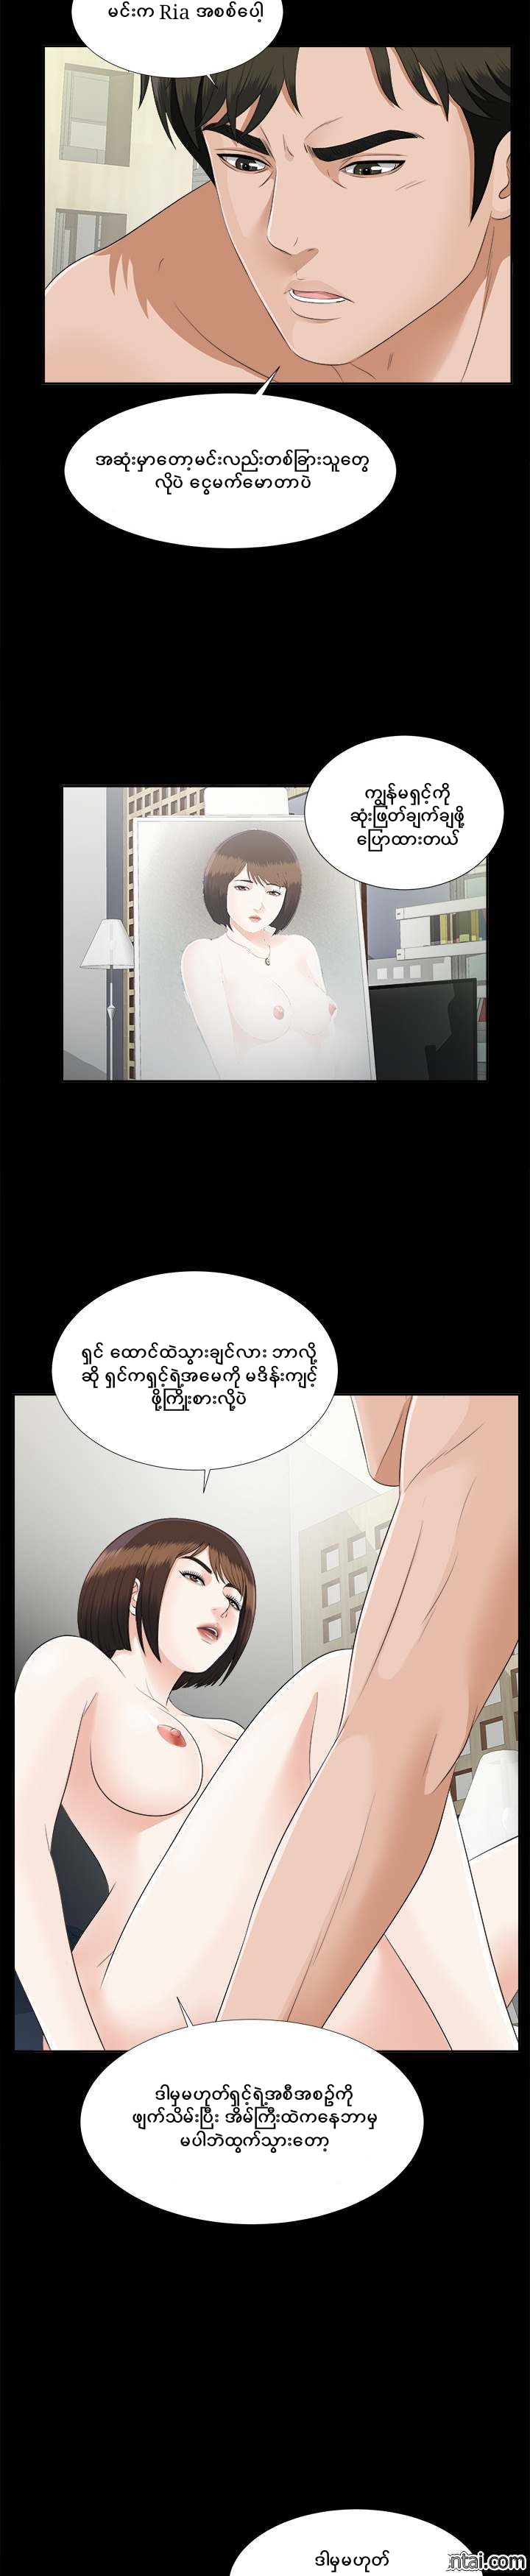 မင်းက Ria အစစ်ပေါ့
အဆုံးမှာတော့မင်းလည်းတစ်ခြားသူတွေ
လိုပဲ ငွေမက်မောတာပဲ
ကျွန်မရှင့်ကို
ဆုံးဖြတ်ချက်ချဖို့
ပြောထားတယ်
ရှင် ထောင်ထဲသွားချင်လား ဘာလို့
ဆို ရှင်ကရှင့်ရဲ့အမေကို မဒိန်းကျင့်
ဖို့ကြိုးစားလို့ပဲ
ဒါမှမဟုတ်ရှင့်ရဲ့အစီအစဥ်ကို
ဖျက်သိမ်းပြီး အိမ်ကြီးထဲကနေဘာမှ
မပါဘဲထွက်သွားတော့
ဒါမှမဟုတ်
ntai.com